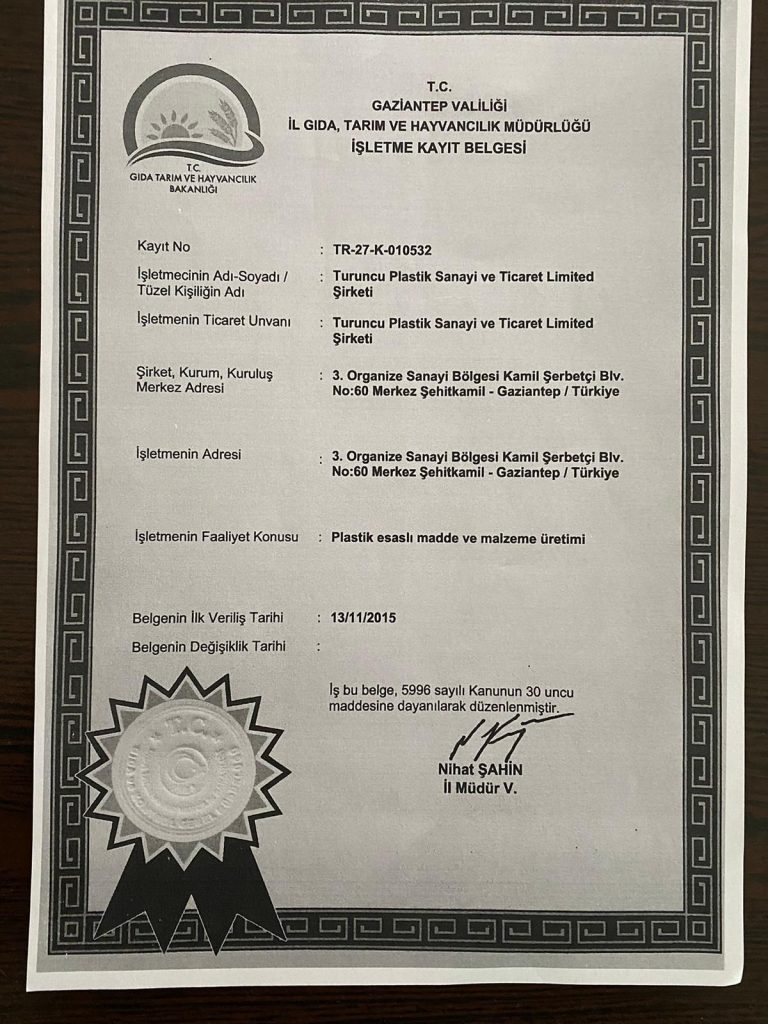 T.C.
GAZİANTEP VALİLİĞİ
İL GIDA, TARIM VE HAYVANCILIK MÜDÜRLÜĞÜ
İŞLETME KAYIT BELGESİ
T.C.
GIDA TARIM VE HAYVANCILIK
BAKANLIĞI
Kayıt No : TR-27-K-010532
İşletmecinin Adı-Soyadı / : Turuncu Plastik Sanayi ve Ticaret Limited
Tüzel Kişiliğin Adı Şirketi
İşletmenin Ticaret Unvanı : Turuncu Plastik Sanayi ve Ticaret Limited
Şirketi
Şirket, Kurum, Kuruluş : 3. Organize Sanayi Bölgesi Kamil Şerbetçi Blv.
Merkez Adresi No:60 Merkez Şehitkamil - Gaziantep / Türkiye
İşletmenin Adresi : 3. Organize Sanayi Bölgesi Kamil Şerbetçi Blv.
No:60 Merkez Şehitkamil - Gaziantep / Türkiye
İşletmenin Faaliyet Konusu : Plastik esaslı madde ve malzeme üretimi
Belgenin İlk Veriliş Tarihi : 13/11/2015
Belgenin Değişiklik Tarihi :
İş bu belge, 5996 sayılı Kanunun 30 uncu
maddesine dayanılarak düzenlenmiştir.
Nihat ŞAHİN
İl Müdür V.
T.C.